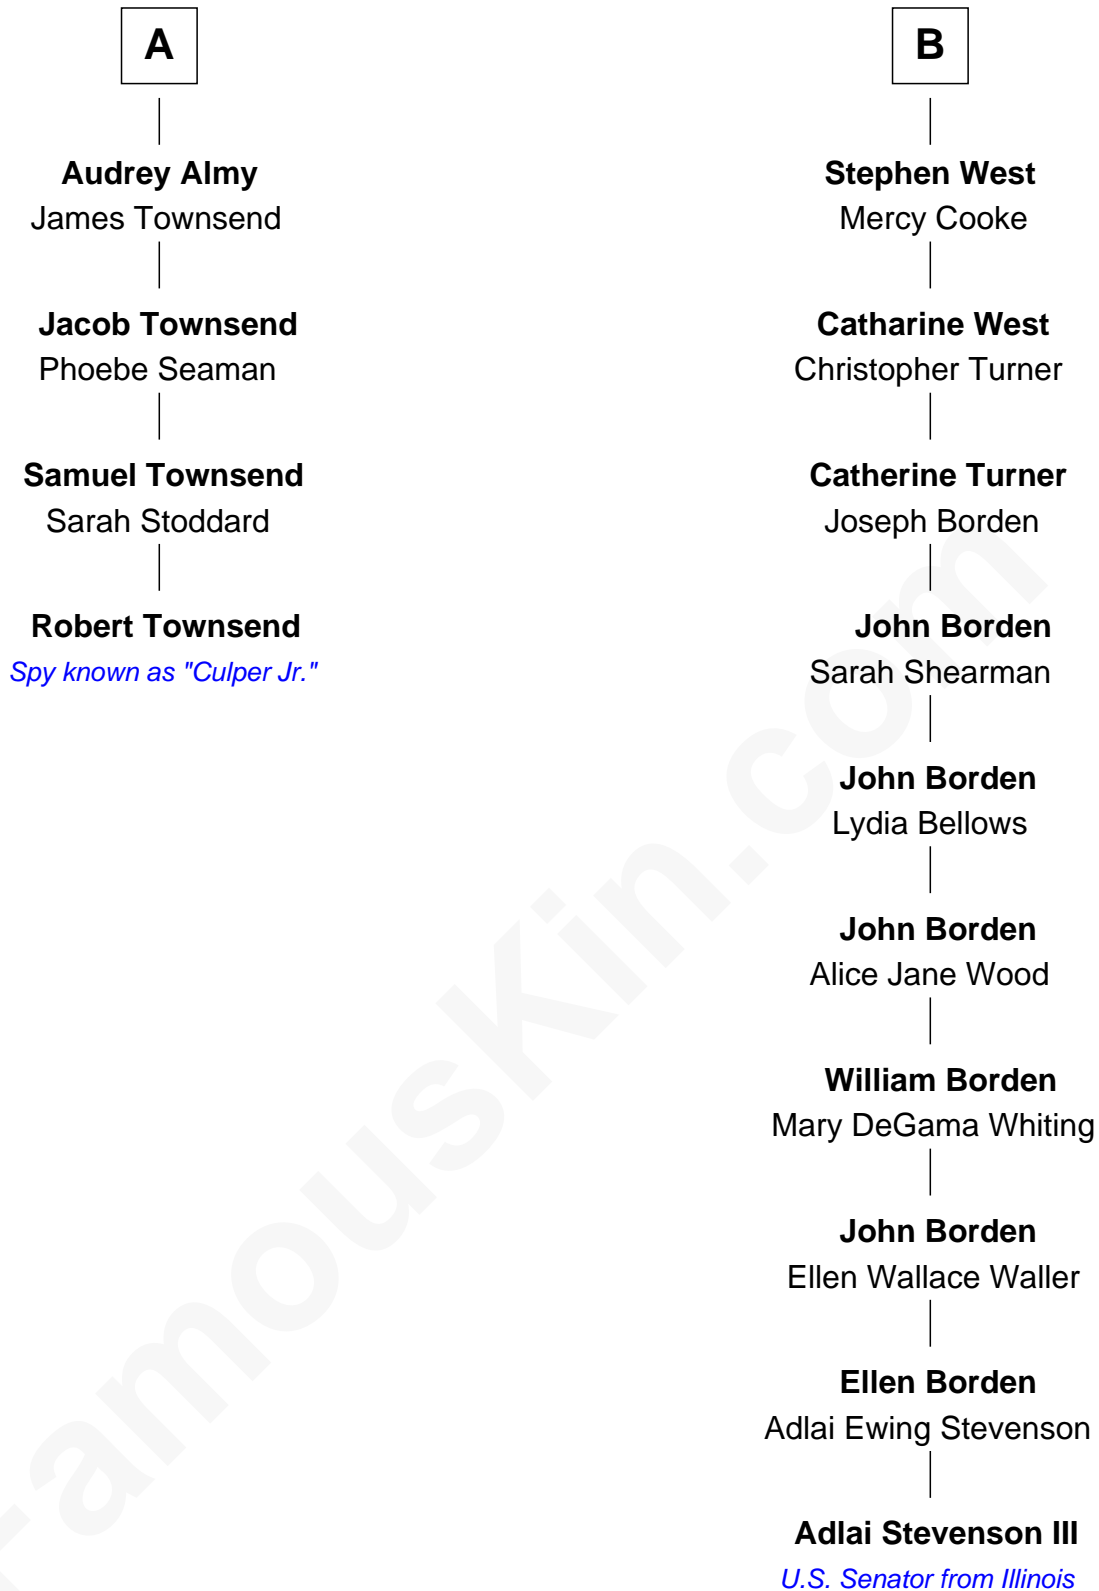 A
Audrey Almy
James Townsend
Jacob Townsend
Phoebe Seaman
Samuel Townsend
Sarah Stoddard
Robert Townsend
Spy known as "Culper Jr."
B
Stephen West
Mercy Cooke
Catharine West
Christopher Turner
Catherine Turner
Joseph Borden
John Borden
Sarah Shearman
John Borden
Lydia Bellows
John Borden
Alice Jane Wood
William Borden
Mary DeGama Whiting
John Borden
Ellen Wallace Waller
Ellen Borden
Adlai Ewing Stevenson
Adlai Stevenson III
U.S. Senator from Illinois
FamousKin.com